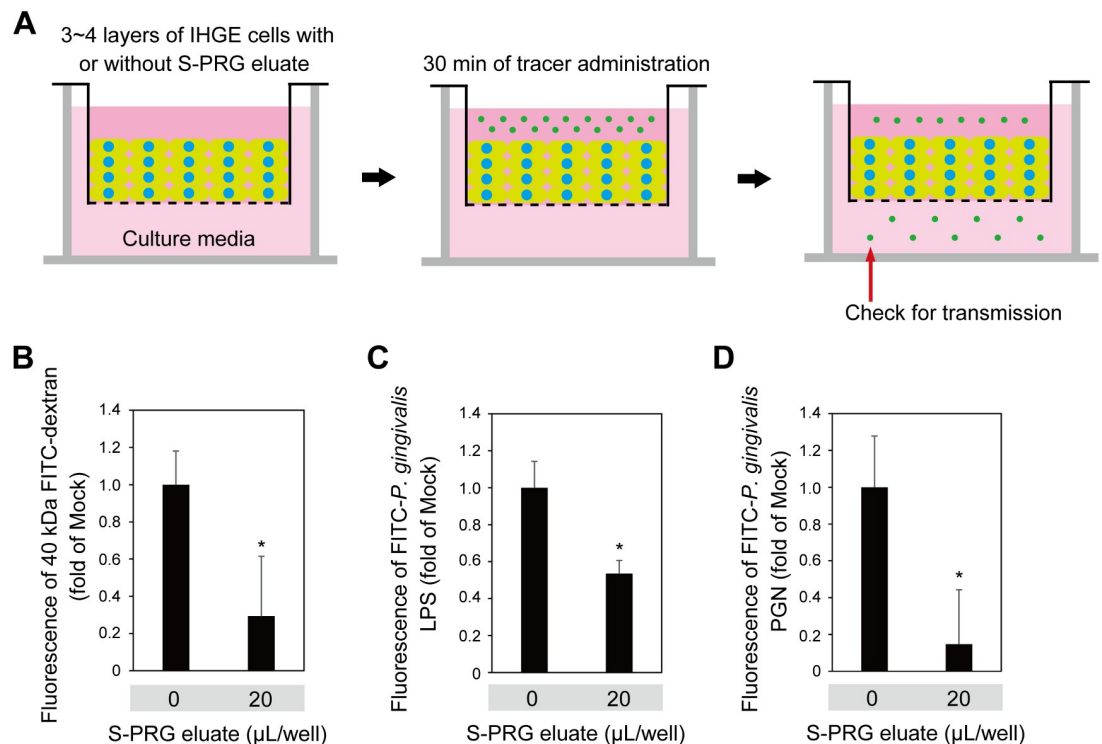 A
3~4 layers of IHGE cells with
or without S-PRG eluate
30 min of tracer administration
Culture media
Check for transmission
B
Fluorescence of 40 kDa FITC-dextran
(fold of Mock)
1.4
1.2
1.0
0.8
0.6
0.4
0.2
0
*
0
20
S-PRG eluate (µL/well)
C
Fluorescence of FITC-P. gingivalis
LPS (fold of Mock)
1.4
1.2
1.0
0.8
0.6
0.4
0.2
0
*
0
20
S-PRG eluate (µL/well)
D
Fluorescence of FITC-P. gingivalis
PGN (fold of Mock)
1.4
1.2
1.0
0.8
0.6
0.4
0.2
0
*
0
20
S-PRG eluate (µL/well)